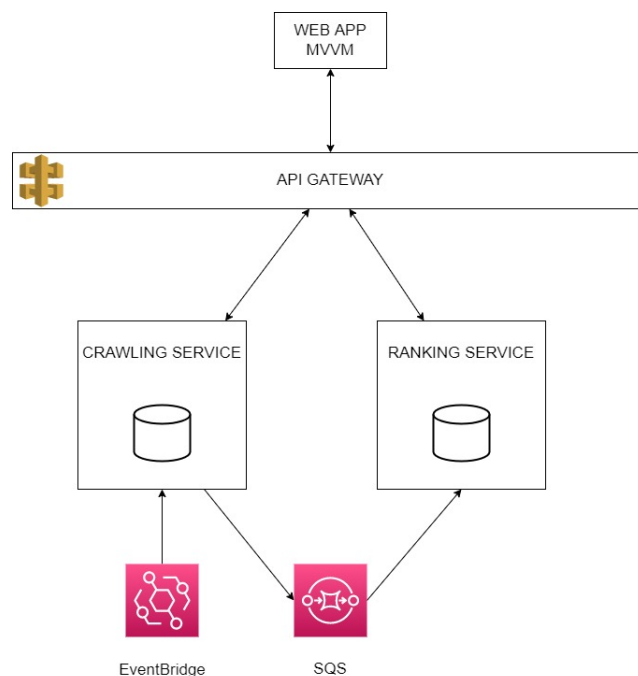 WEB APP
MVVM
API GATEWAY
CRAWLING SERVICE
RANKING SERVICE
EventBridge
SQS